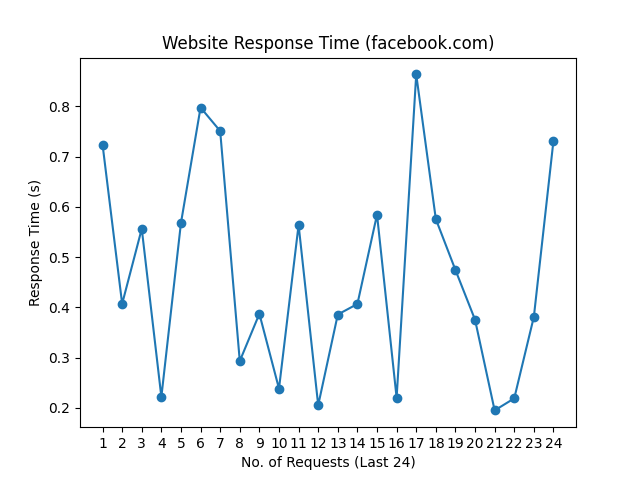 Website Response Time (facebook.com)
Response Time (s)
0.8
0.7
0.6
0.5
0.4
0.3
0.2
1 2 3 4 5 6 7 8 9 10 11 12 13 14 15 16 17 18 19 20 21 22 23 24
No. of Requests (Last 24)